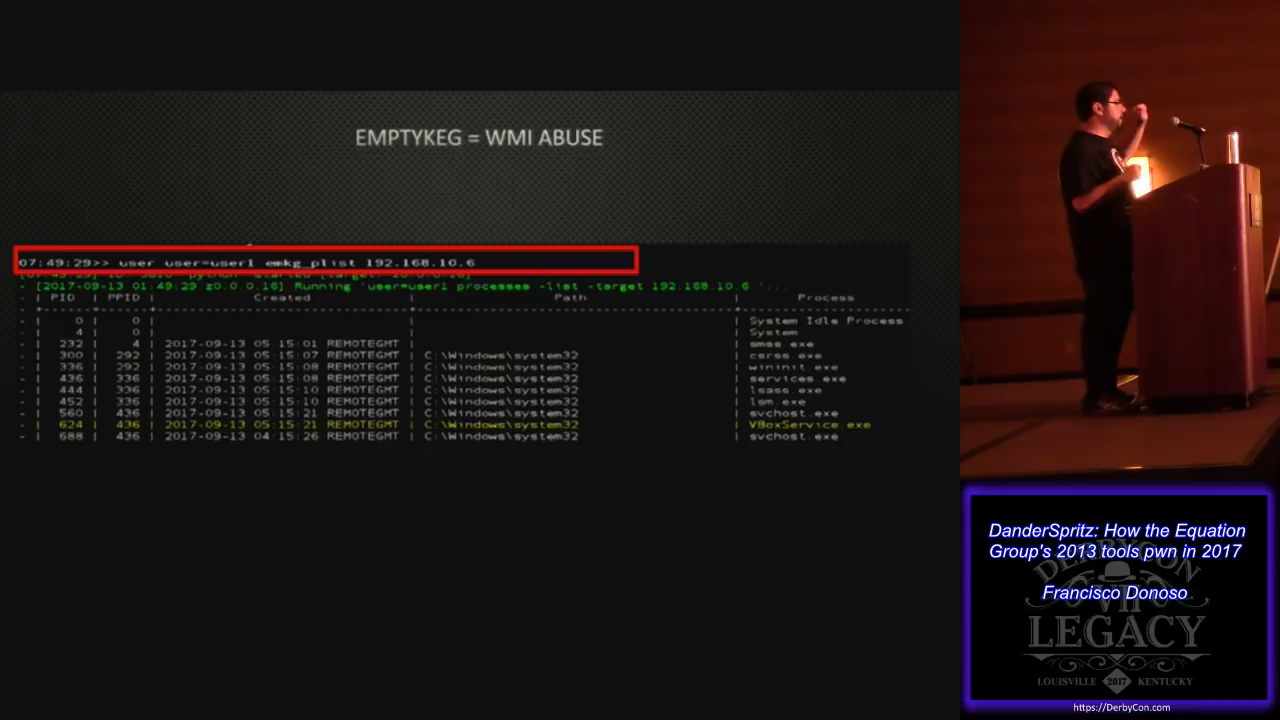 EMPTYKEG = WMI ABUSE
07:49:29>> user user=user1 emkg_plist 192.168.10.6
- [2017-09-13 01:49:29 z0.0.0.16] Running 'user=user1 processes -list -target 192.168.10.6 '...
- | PID | PPID | Created | Path | Process
- | 0 | 0 | | | System Idle Process
- | 4 | 0 | | | System
- | 232 | 4 | 2017-09-13 05:15:01 REMOTEGMT | | smss.exe
- | 300 | 292 | 2017-09-13 05:15:07 REMOTEGMT | C:\Windows\system32 | csrss.exe
- | 336 | 292 | 2017-09-13 05:15:08 REMOTEGMT | C:\Windows\system32 | wininit.exe
- | 436 | 336 | 2017-09-13 05:15:08 REMOTEGMT | C:\Windows\system32 | services.exe
- | 444 | 336 | 2017-09-13 05:15:10 REMOTEGMT | C:\Windows\system32 | lsass.exe
- | 452 | 336 | 2017-09-13 05:15:10 REMOTEGMT | C:\Windows\system32 | lsm.exe
- | 560 | 436 | 2017-09-13 05:15:21 REMOTEGMT | C:\Windows\system32 | svchost.exe
- | 624 | 436 | 2017-09-13 05:15:21 REMOTEGMT | C:\Windows\system32 | VBoxService.exe
- | 688 | 436 | 2017-09-13 04:15:26 REMOTEGMT | C:\Windows\system32 | svchost.exe
DanderSpritz: How the Equation
Group's 2013 tools pwn in 2017
Francisco Donoso
DERBYCON
VII
LEGACY
LOUISVILLE 2017 KENTUCKY
https://DerbyCon.com